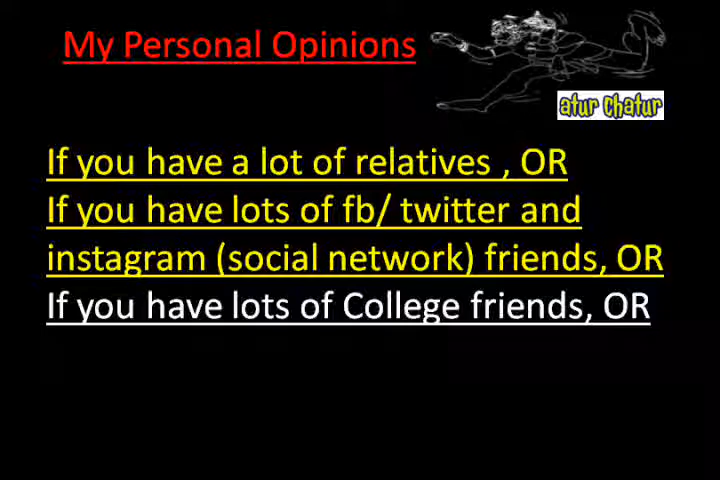 My Personal Opinions
atur chatur
If you have a lot of relatives , OR
If you have lots of fb/ twitter and
instagram (social network) friends, OR
If you have lots of College friends, OR